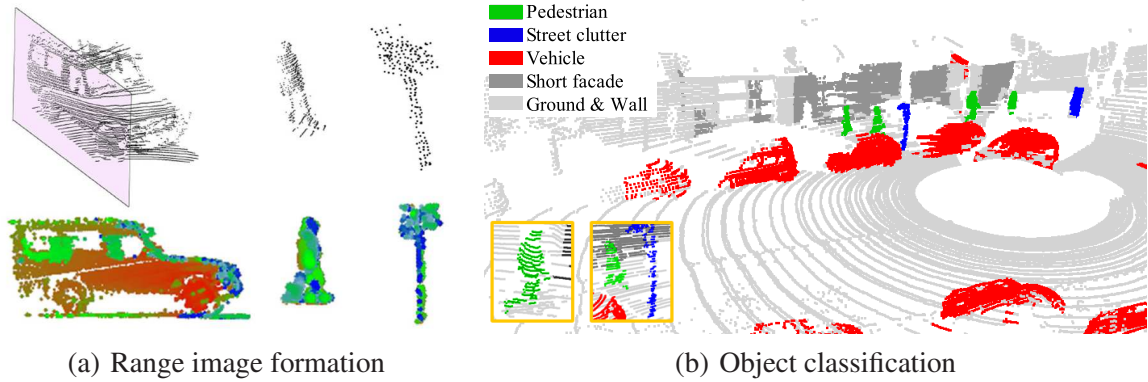 Pedestrian
Street clutter
Vehicle
Short facade
Ground & Wall
(a) Range image formation
(b) Object classification